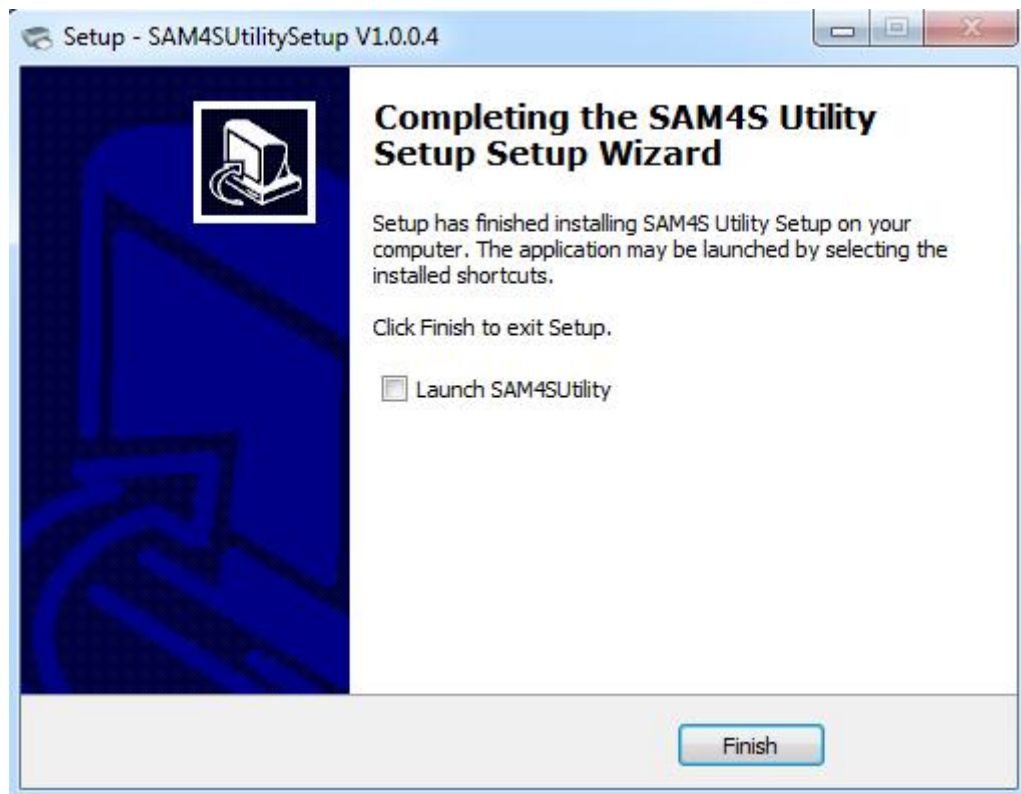 Setup - SAM4SUtilitySetup V1.0.0.4
Completing the SAM4S Utility
Setup Setup Wizard
Setup has finished installing SAM4S Utility Setup on your
computer. The application may be launched by selecting the
installed shortcuts.
Click Finish to exit Setup.
Launch SAM4SUtility
Finish